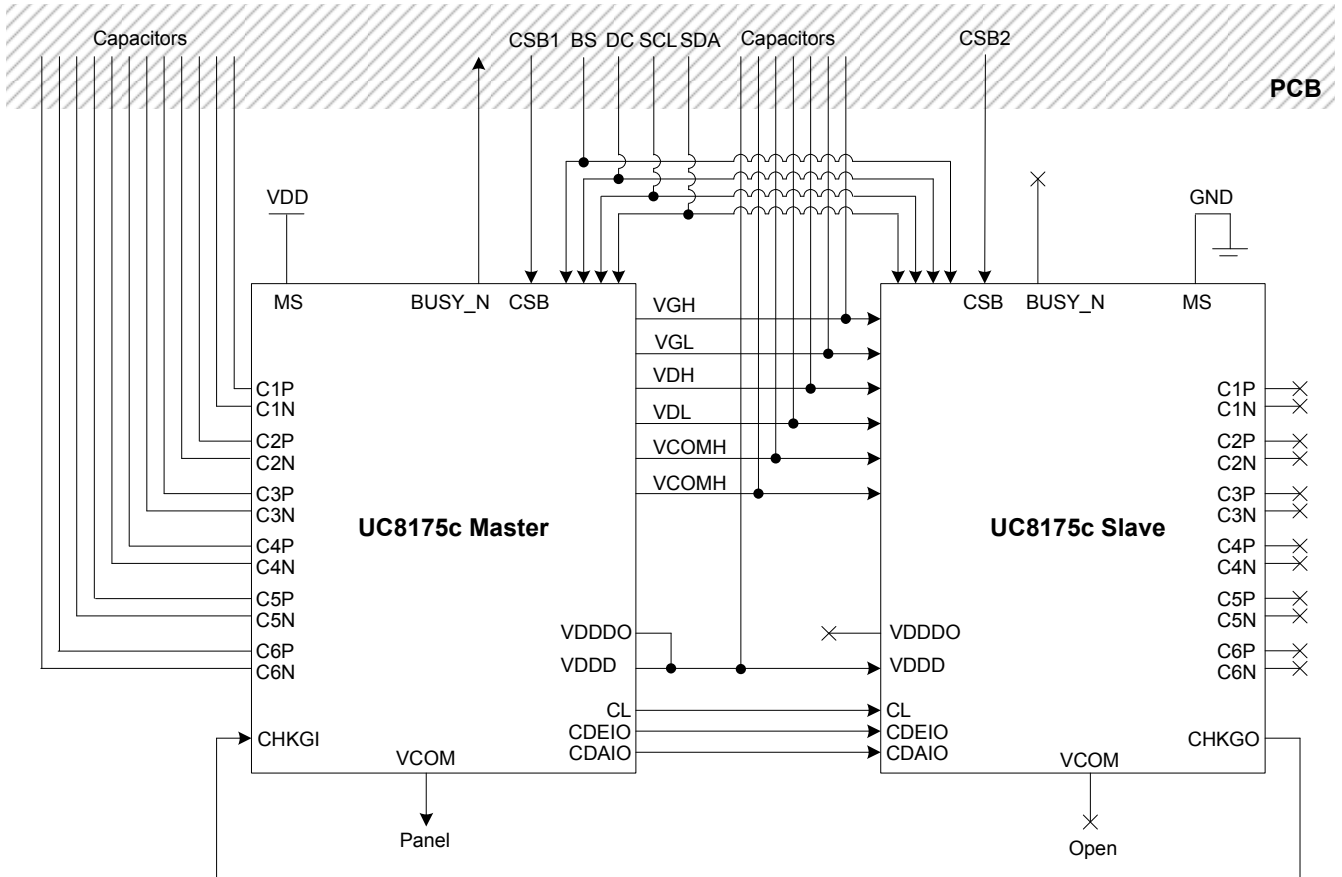 Capacitors
CSB1 BS DC SCL SDA
Capacitors
CSB2
PCB
VDD
GND
MS
BUSY_N
CSB
CSB
BUSY_N
MS
VGH
VGL
VDH
VDL
VCOMH
VCOMH
C1P
C1N
C2P
C2N
C3P
C3N
C4P
C4N
C5P
C5N
C6P
C6N
CHKGI
UC8175c Master
VDDDO
VDDD
CL
CDEIO
CDAIO
VCOM
Panel
UC8175c Slave
VDDDO
VDDD
CL
CDEIO
CDAIO
C1P
C1N
C2P
C2N
C3P
C3N
C4P
C4N
C5P
C5N
C6P
C6N
CHKGO
VCOM
Open